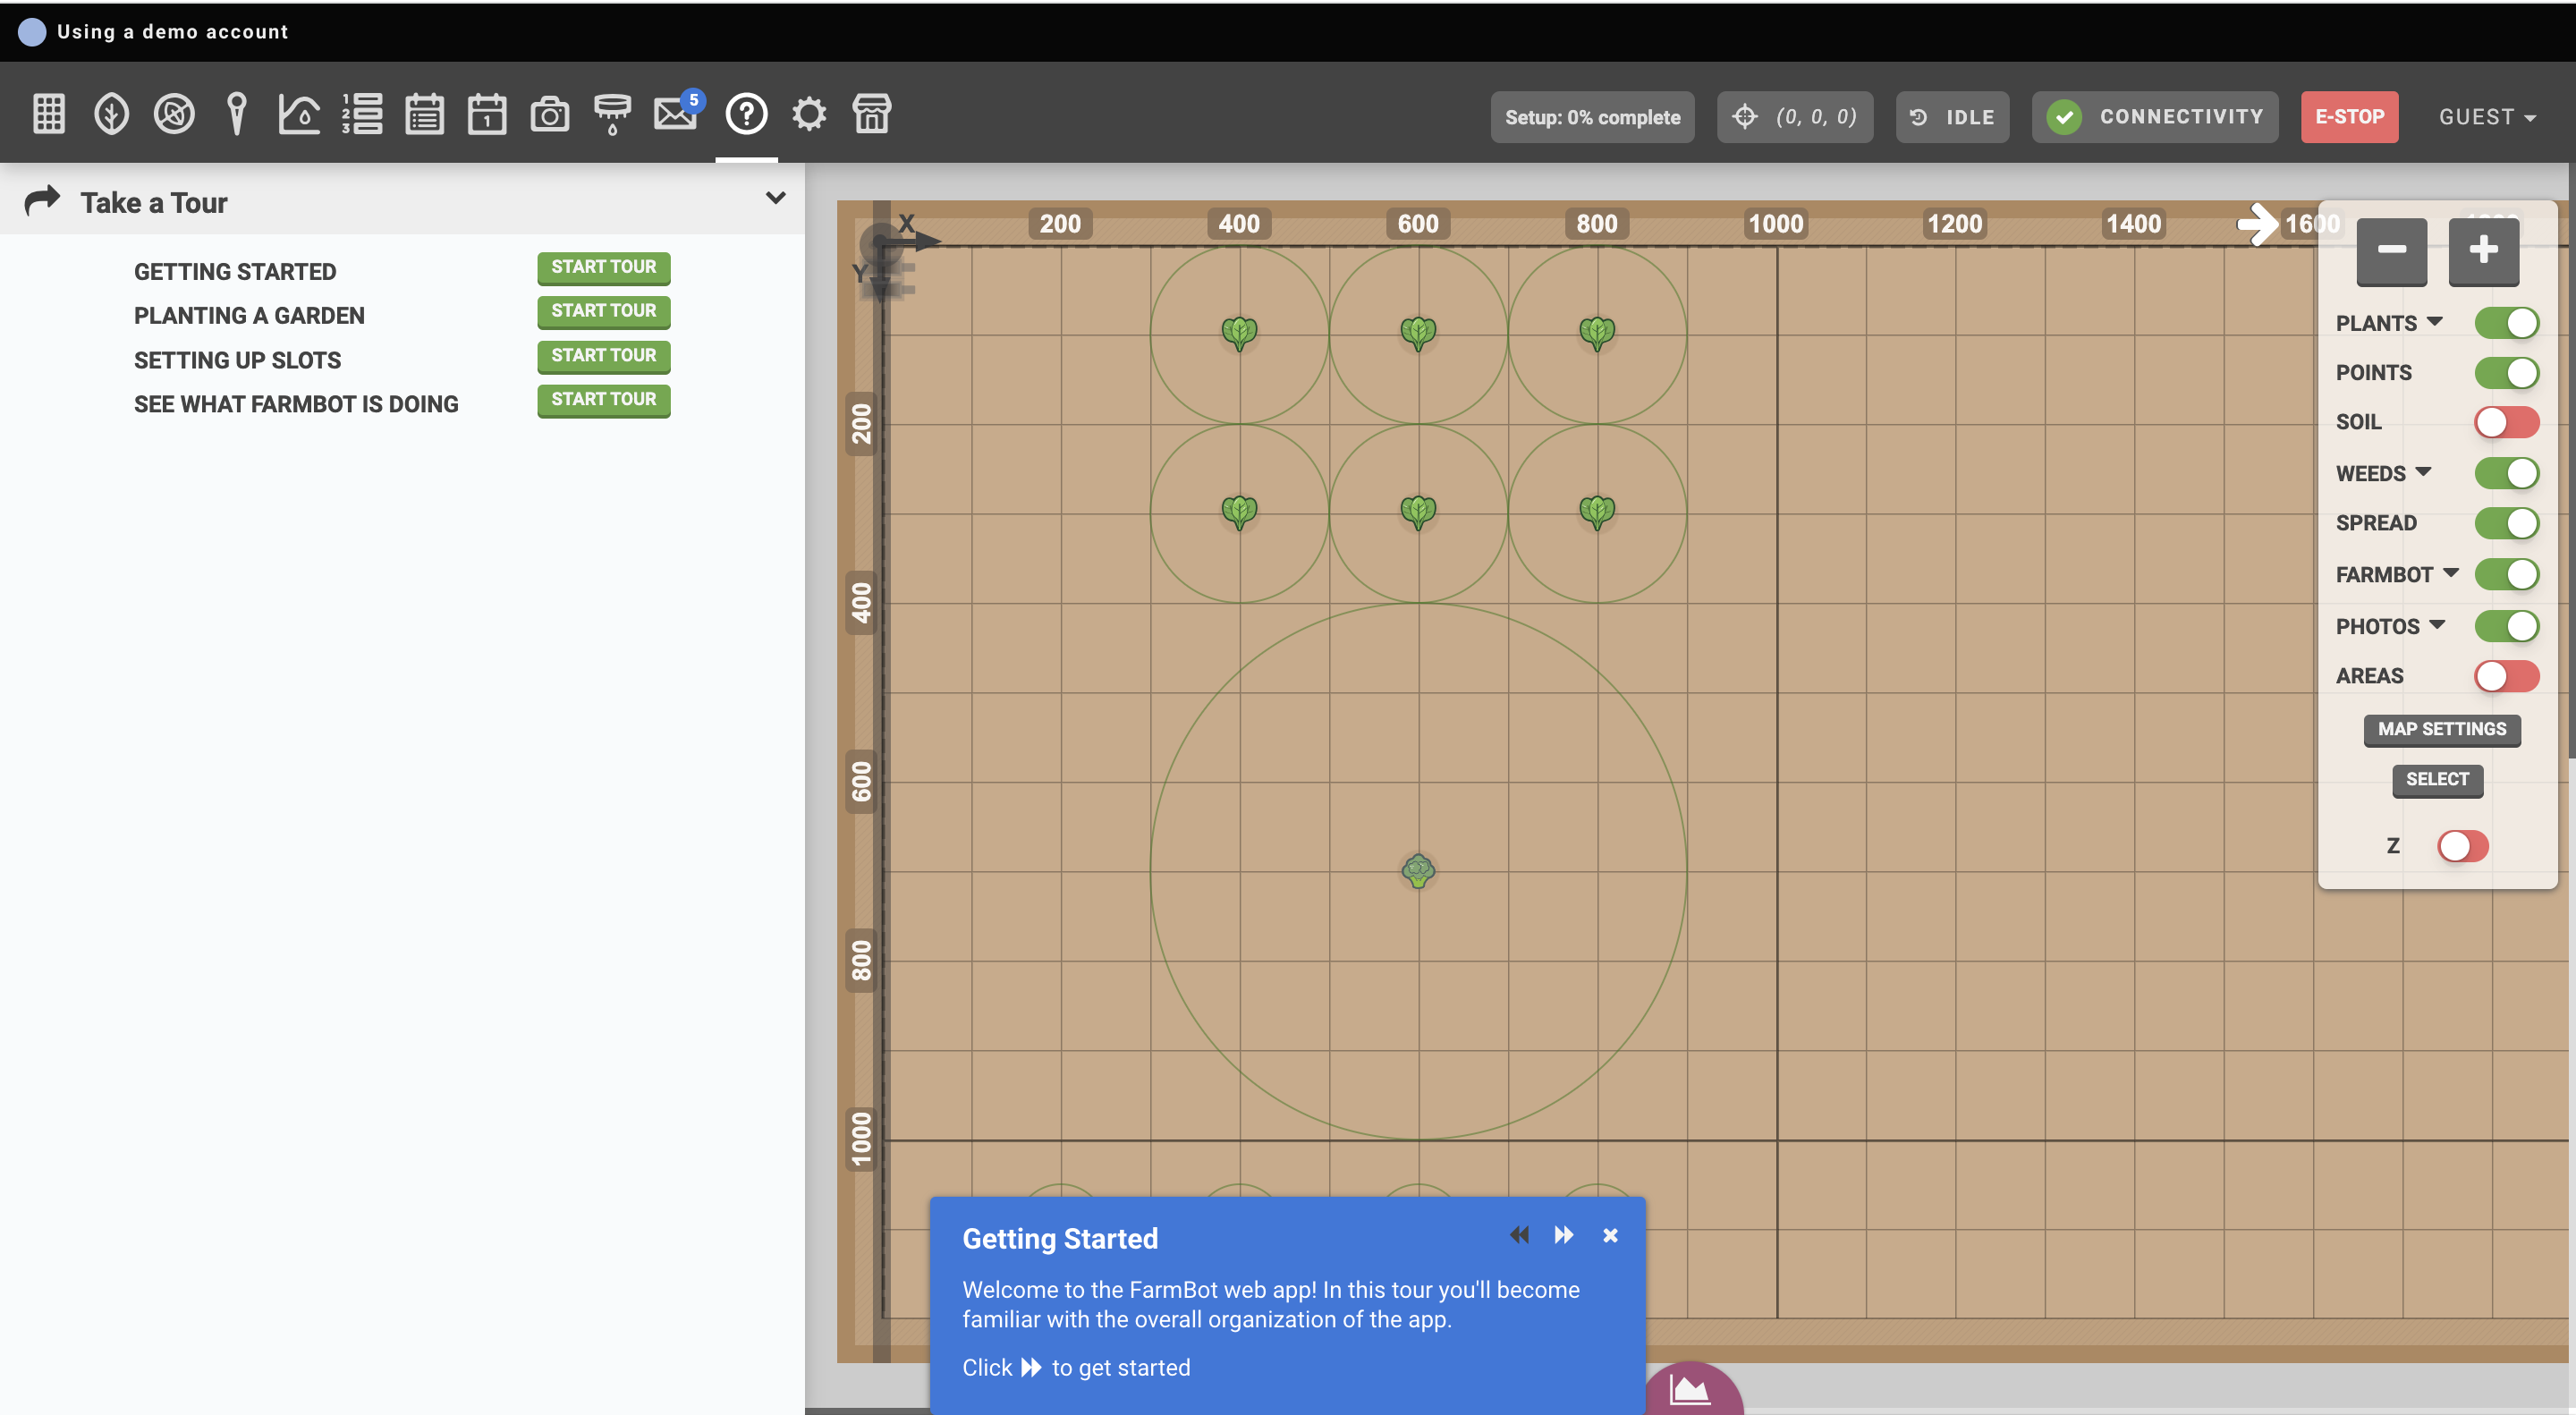 Using a demo account
1
2
3
1
5
Setup: 0% complete
(0, 0, 0)
IDLE
CONNECTIVITY
E-STOP
GUEST
Take a Tour
GETTING STARTED START TOUR
PLANTING A GARDEN START TOUR
SETTING UP SLOTS START TOUR
SEE WHAT FARMBOT IS DOING START TOUR
X
Y
200 400 600 800 1000 1200 1400 1600
200
400
600
800
1000
PLANTS
POINTS
SOIL
WEEDS
SPREAD
FARMBOT
PHOTOS
AREAS
MAP SETTINGS
SELECT
Z
Getting Started
Welcome to the FarmBot web app! In this tour you'll become
familiar with the overall organization of the app.
Click to get started